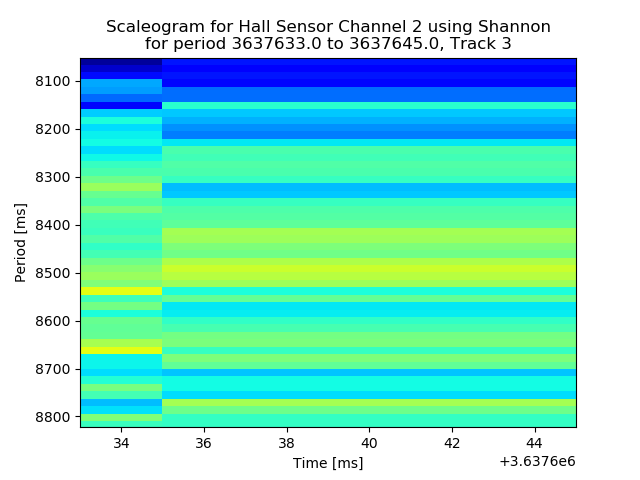 Scaleogram for Hall Sensor Channel 2 using Shannon
for period 3637633.0 to 3637645.0, Track 3
8100
8200
8300
8400
8500
8600
8700
8800
Period [ms]
34 36 38 40 42 44
Time [ms]
+3.6376e6